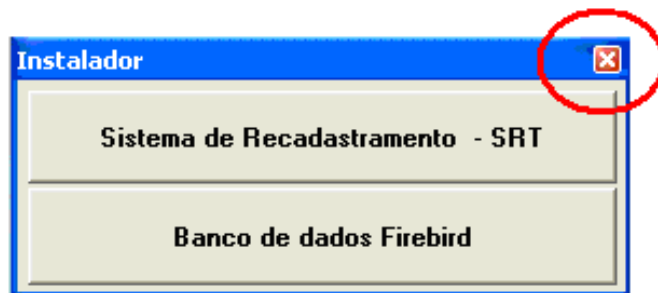 Instalador
Sistema de Recadastramento - SRT
Banco de dados Firebird